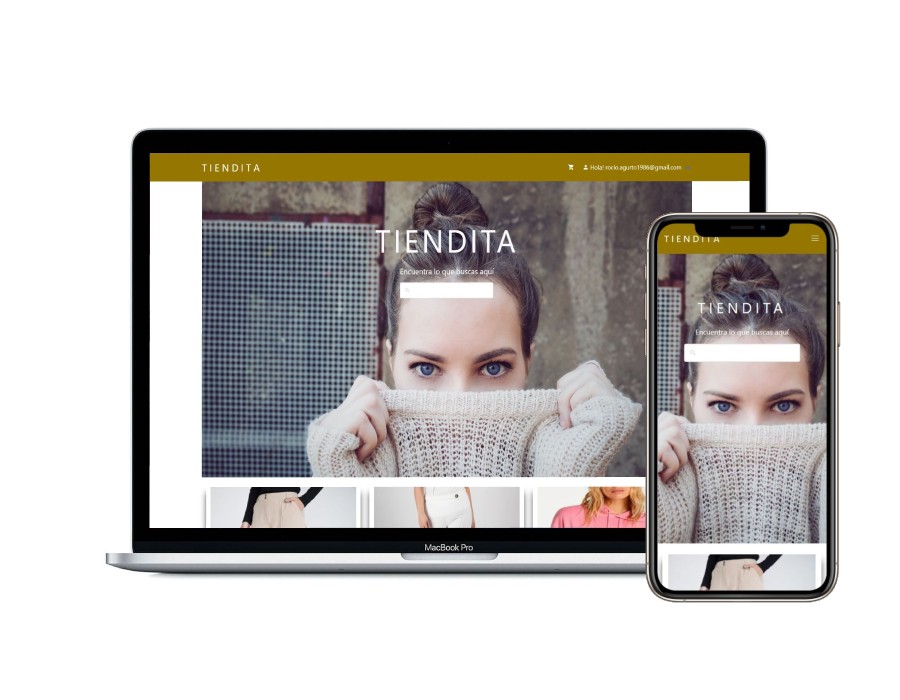 TIENDITA
Hola! rocio.agurto1986@gmail.com
TIENDITA
Encuentra lo que buscas aquí
MacBook Pro
TIENDITA
TIENDITA
Encuentra lo que buscas aquí